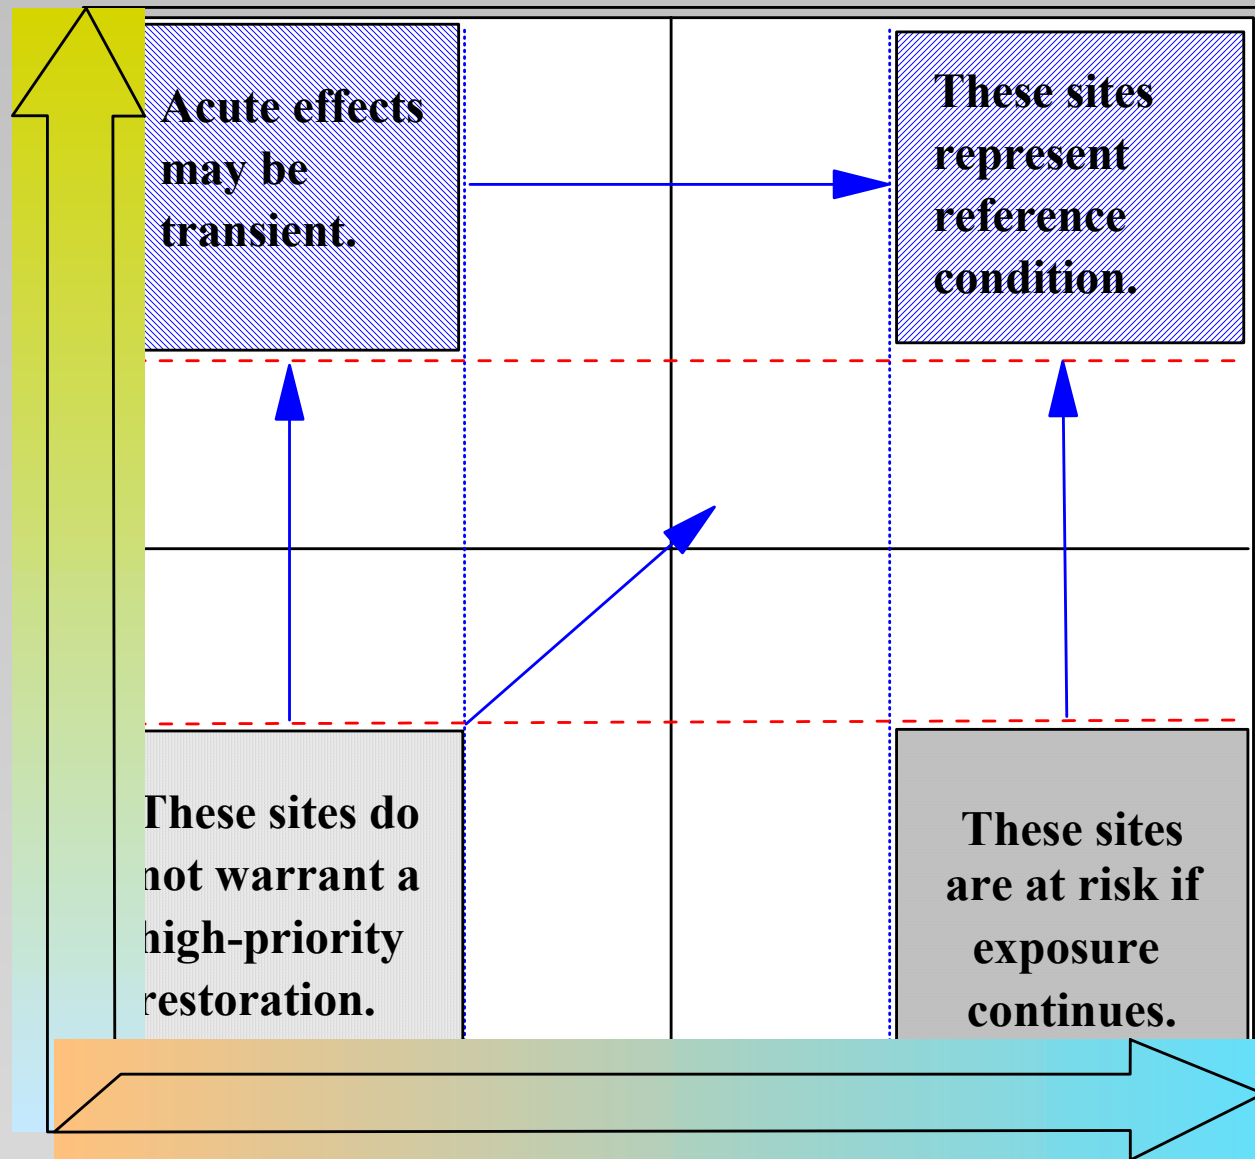 Acute effects
may be
transient.
These sites
represent
reference
condition.
These sites do
not warrant a
high-priority
restoration.
These sites
are at risk if
exposure
continues.